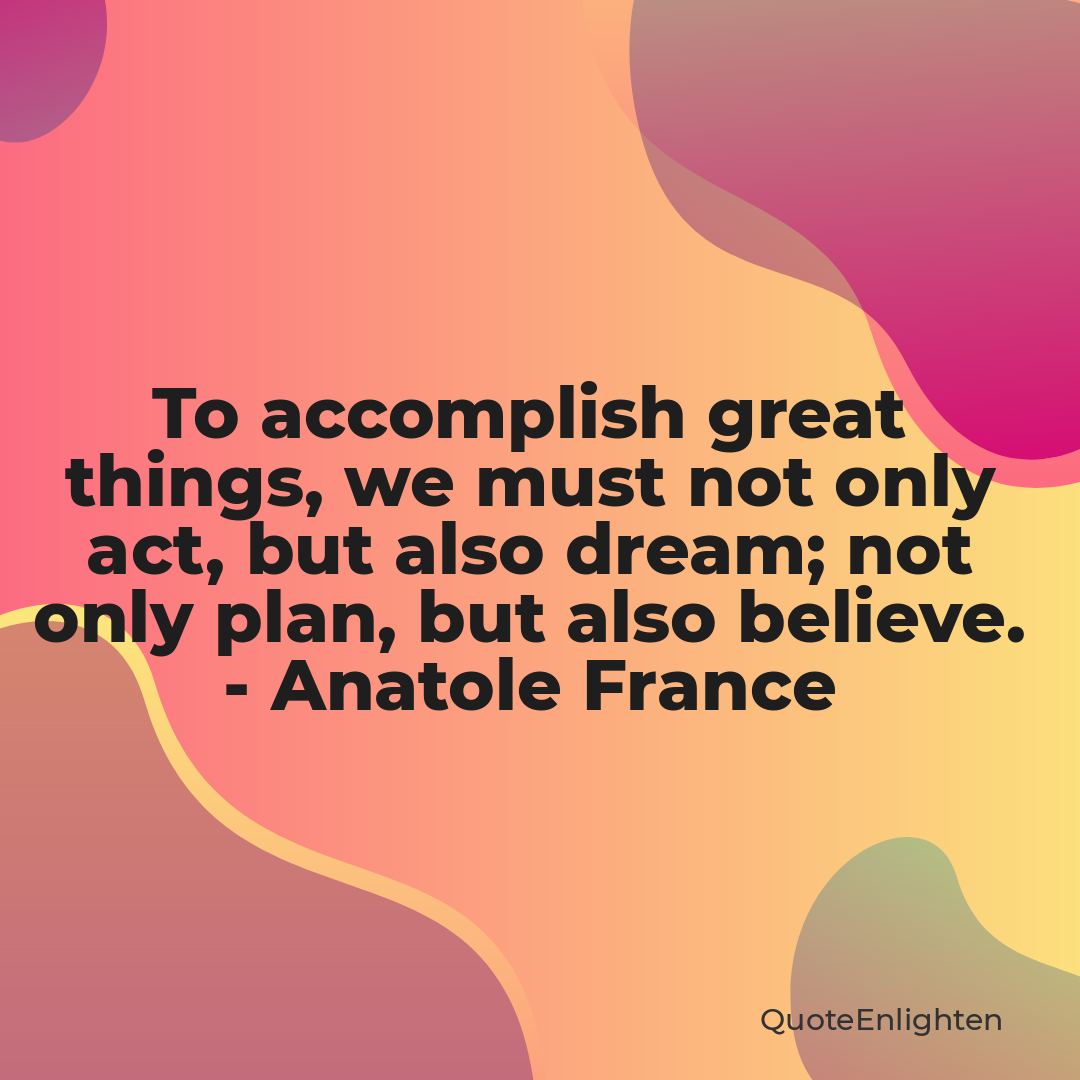 To accomplish great
things, we must not only
act, but also dream; not
only plan, but also believe.
- Anatole France
QuoteEnlighten